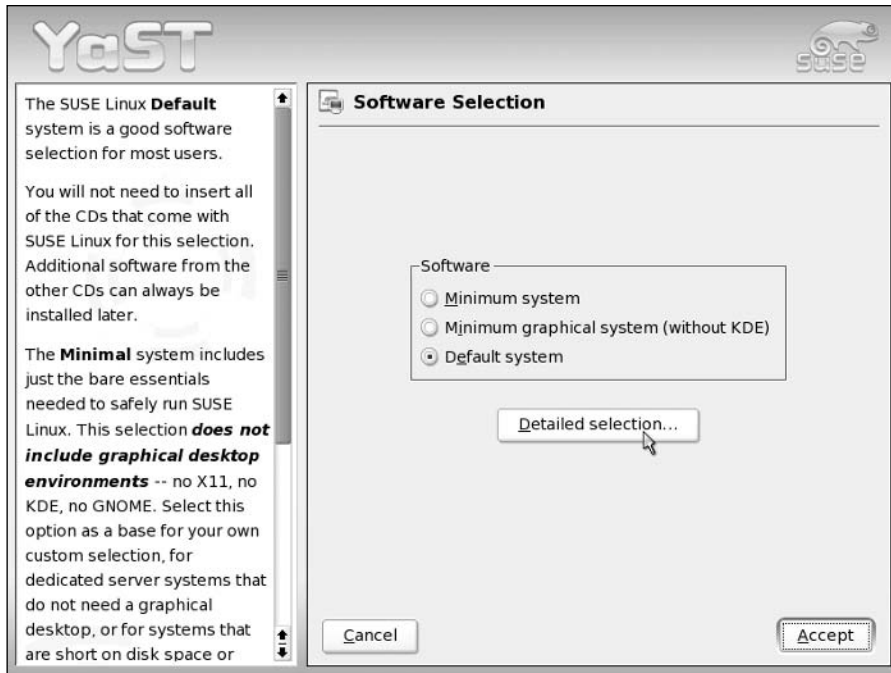 YaST
suse
The SUSE Linux Default
system is a good software
selection for most users.
You will not need to insert all
of the CDs that come with
SUSE Linux for this selection.
Additional software from the
other CDs can always be
installed later.
The Minimal system includes
just the bare essentials
needed to safely run SUSE
Linux. This selection does not
include graphical desktop
environments -- no X11, no
KDE, no GNOME. Select this
option as a base for your own
custom selection, for
dedicated server systems that
do not need a graphical
desktop, or for systems that
are short on disk space or
Software Selection
Software
Minimum system
Minimum graphical system (without KDE)
Default system
Detailed selection...
Cancel
Accept